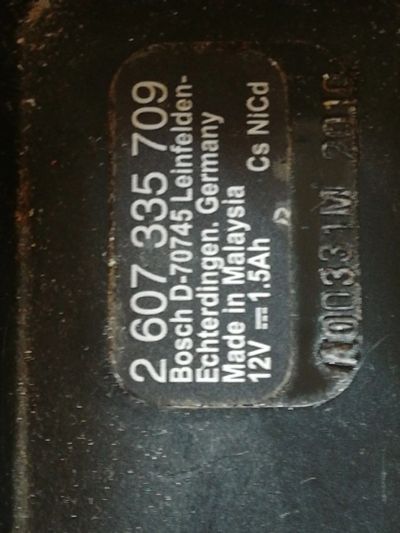 2 607 335 709
Bosch D-70745 Leinfelden-
Echterdingen. Germany
Made in Malaysia
12V ⎓ 1.5Ah Cs NiCd